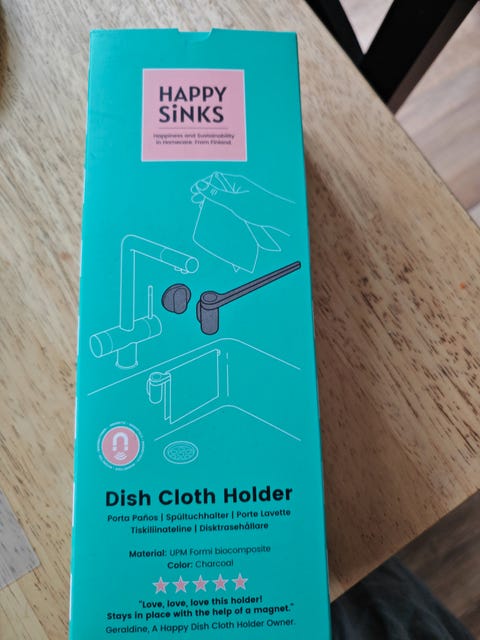 HAPPY
SiNKS
Happiness and Sustainability
in Homecare. From Finland.
Dish Cloth Holder
Porta Paños | Spültuchhalter | Porte Lavette
Tiskiliinateline | Disktrasehållare
Material: UPM Formi biocomposite
Color: Charcoal
"Love, love, love this holder!
Stays in place with the help of a magnet."
Geraldine, A Happy Dish Cloth Holder Owner.